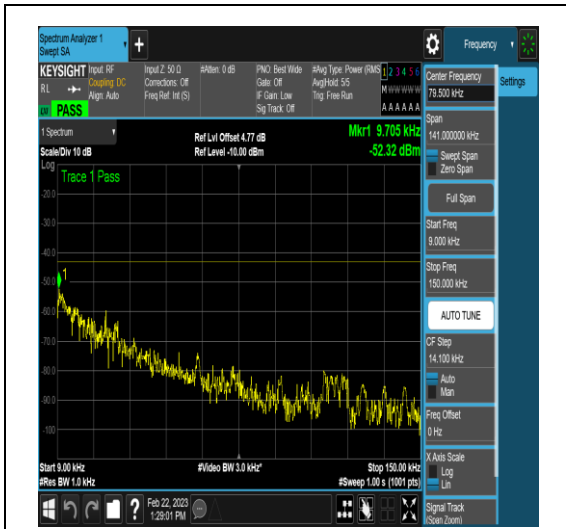 Spectrum Analyzer 1
Swept SA
Frequency
KEYSIGHT
RL
Input: RF
Coupling: DC
Align: Auto
Input Z: 50 Ω
Corrections: Off
Freq Ref: Int (S)
#Atten: 0 dB
PNO: Best Wide
Gate: Off
IF Gain: Low
Sig Track: Off
#Avg Type: Power (RMS
Avg|Hold: 5/5
Trig: Free Run
1 2 3 4 5 6
M W W W W W
A A A A A A
PASS
1 Spectrum
Scale/Div 10 dB
Ref Lvl Offset 4.77 dB
Ref Level -10.00 dBm
Mkr1 9.705 kHz
-52.32 dBm
Log
Trace 1 Pass
-20.0
-30.0
-40.0
-50.0
-60.0
-70.0
-80.0
-90.0
-100
1
Start 9.00 kHz
#Res BW 1.0 kHz
#Video BW 3.0 kHz*
Stop 150.00 kHz
#Sweep 1.00 s (1001 pts)
Feb 22, 2023
1:29:01 PM
Center Frequency
79.500 kHz
Settings
Span
141.000000 kHz
Swept Span
Zero Span
Full Span
Start Freq
9.000 kHz
Stop Freq
150.000 kHz
AUTO TUNE
CF Step
14.100 kHz
Auto
Man
Freq Offset
0 Hz
X Axis Scale
Log
Lin
Signal Track
(Span Zoom)